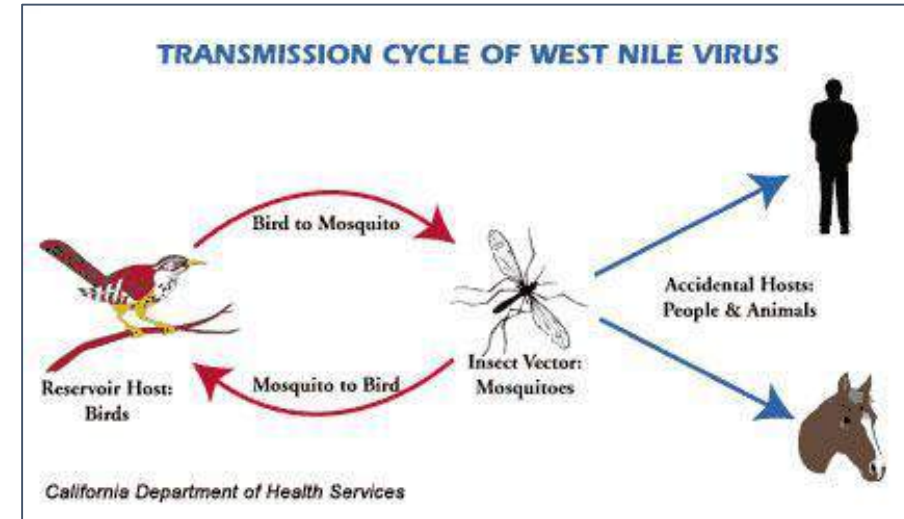 TRANSMISSION CYCLE OF WEST NILE VIRUS
Bird to Mosquito
Mosquito to Bird
Reservoir Host:
Birds
Insect Vector:
Mosquitoes
Accidental Hosts:
People & Animals
California Department of Health Services